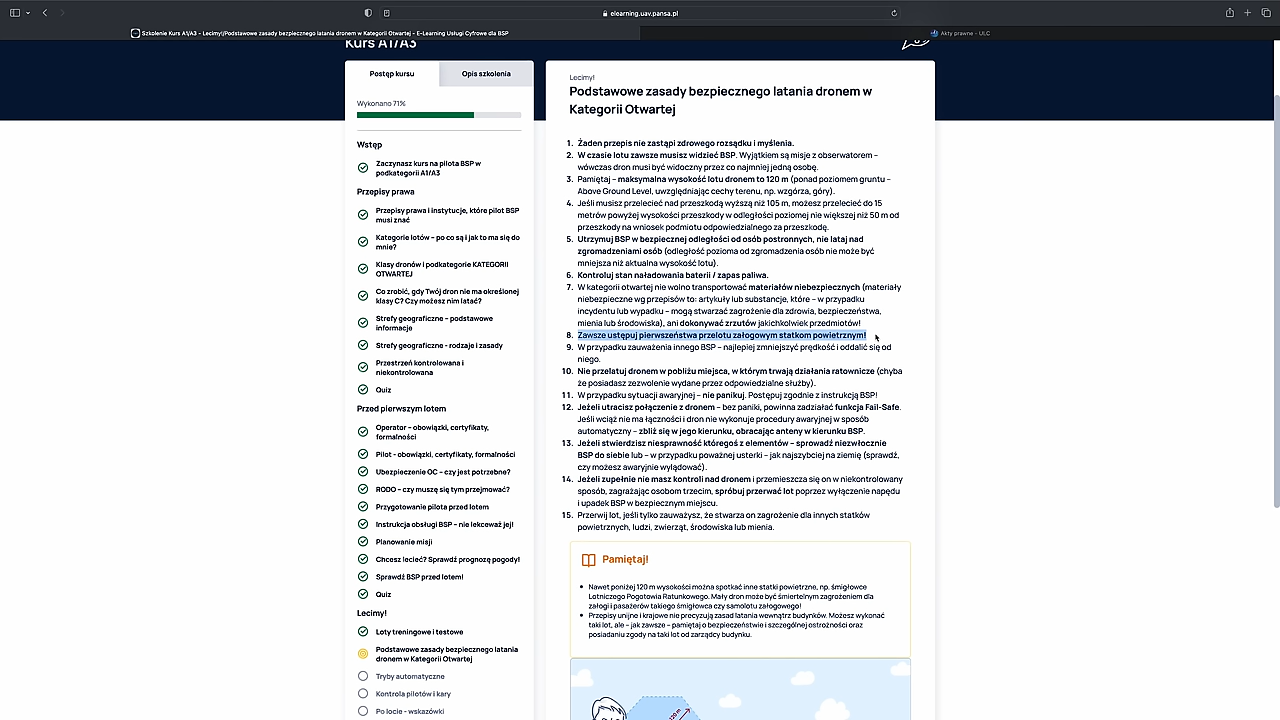 elearning.uav.pansa.pl
Szkolenie Kurs A1/A3 – Lecimy!/Podstawowe zasady bezpiecznego latania dronem w Kategorii Otwartej – E-Learning Usługi Cyfrowe dla BSP
Akty prawne - ULC
Kurs A1/A3
Postęp kursu
Opis szkolenia
Wykonano 71%
Wstęp
Zaczynasz kurs na pilota BSP w
podkategorii A1/A3
Przepisy prawa
Przepisy prawa i instytucje, które pilot BSP
musi znać
Kategorie lotów – po co są i jak to ma się do
mnie?
Klasy dronów i podkategorie KATEGORII
OTWARTEJ
Co zrobić, gdy Twój dron nie ma określonej
klasy C? Czy możesz nim latać?
Strefy geograficzne – podstawowe
informacje
Strefy geograficzne - rodzaje i zasady
Przestrzeń kontrolowana i
niekontrolowana
Quiz
Przed pierwszym lotem
Operator – obowiązki, certyfikaty,
formalności
Pilot - obowiązki, certyfikaty, formalności
Ubezpieczenie OC – czy jest potrzebne?
RODO – czy muszę się tym przejmować?
Przygotowanie pilota przed lotem
Instrukcja obsługi BSP – nie lekceważ jej!
Planowanie misji
Chcesz lecieć? Sprawdź prognozę pogody!
Sprawdź BSP przed lotem!
Quiz
Lecimy!
Loty treningowe i testowe
Podstawowe zasady bezpiecznego latania
dronem w Kategorii Otwartej
Tryby automatyczne
Kontrola pilotów i kary
Po locie - wskazówki
Lecimy!
Podstawowe zasady bezpiecznego latania dronem w
Kategorii Otwartej
1. Żaden przepis nie zastąpi zdrowego rozsądku i myślenia.
2. W czasie lotu zawsze musisz widzieć BSP. Wyjątkiem są misje z obserwatorem –
wówczas dron musi być widoczny przez co najmniej jedną osobę.
3. Pamiętaj – maksymalna wysokość lotu dronem to 120 m (ponad poziomem gruntu –
Above Ground Level, uwzględniając cechy terenu, np. wzgórza, góry).
4. Jeśli musisz przelecieć nad przeszkodą wyższą niż 105 m, możesz przelecieć do 15
metrów powyżej wysokości przeszkody w odległości poziomej nie większej niż 50 m od
przeszkody na wniosek podmiotu odpowiedzialnego za przeszkodę.
5. Utrzymuj BSP w bezpiecznej odległości od osób postronnych, nie lataj nad
zgromadzeniami osób (odległość pozioma od zgromadzenia osób nie może być
mniejsza niż aktualna wysokość lotu).
6. Kontroluj stan naładowania baterii / zapas paliwa.
7. W kategorii otwartej nie wolno transportować materiałów niebezpiecznych (materiały
niebezpieczne wg przepisów to: artykuły lub substancje, które – w przypadku
incydentu lub wypadku – mogą stwarzać zagrożenie dla zdrowia, bezpieczeństwa,
mienia lub środowiska), ani dokonywać zrzutów jakichkolwiek przedmiotów!
8. Zawsze ustępuj pierwszeństwa przelotu załogowym statkom powietrznym!
9. W przypadku zauważenia innego BSP – najlepiej zmniejszyć prędkość i oddalić się od
niego.
10. Nie przelatuj dronem w pobliżu miejsca, w którym trwają działania ratownicze (chyba
że posiadasz zezwolenie wydane przez odpowiedzialne służby).
11. W przypadku sytuacji awaryjnej – nie panikuj. Postępuj zgodnie z instrukcją BSP!
12. Jeżeli utracisz połączenie z dronem – bez paniki, powinna zadziałać funkcja Fail-Safe.
Jeśli wciąż nie ma łączności i dron nie wykonuje procedury awaryjnej w sposób
automatyczny – zbliż się w jego kierunku, obracając anteny w kierunku BSP.
13. Jeżeli stwierdzisz niesprawność któregoś z elementów – sprowadź niezwłocznie
BSP do siebie lub – w przypadku poważnej usterki – jak najszybciej na ziemię (sprawdź,
czy możesz awaryjnie wylądować).
14. Jeżeli zupełnie nie masz kontroli nad dronem i przemieszcza się on w niekontrolowany
sposób, zagrażając osobom trzecim, spróbuj przerwać lot poprzez wyłączenie napędu
i upadek BSP w bezpiecznym miejscu.
15. Przerwij lot, jeśli tylko zauważysz, że stwarza on zagrożenie dla innych statków
powietrznych, ludzi, zwierząt, środowiska lub mienia.
Pamiętaj!
• Nawet poniżej 120 m wysokości można spotkać inne statki powietrzne, np. śmigłowce
Lotniczego Pogotowia Ratunkowego. Mały dron może być śmiertelnym zagrożeniem dla
załogi i pasażerów takiego śmigłowca czy samolotu załogowego!
• Przepisy unijne i krajowe nie precyzują zasad latania wewnątrz budynków. Możesz wykonać
taki lot, ale – jak zawsze – pamiętaj o bezpieczeństwie i szczególnej ostrożności oraz
posiadaniu zgody na taki lot od zarządcy budynku.
120 m